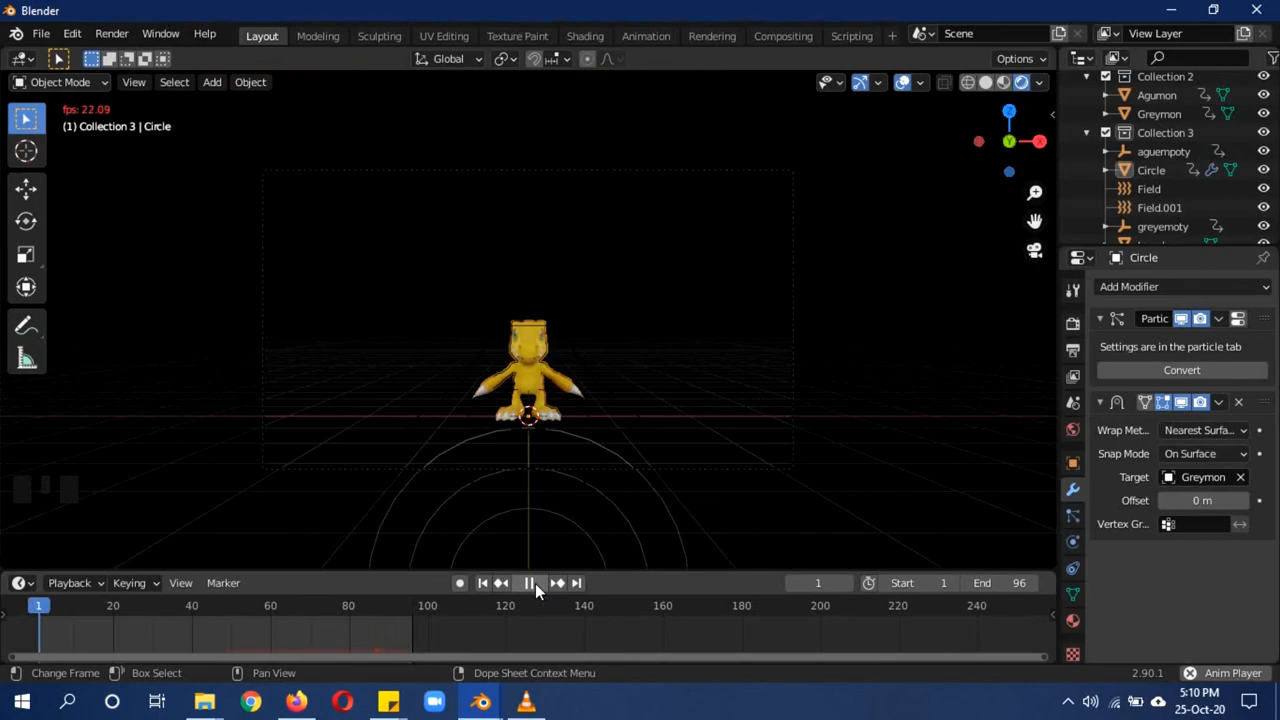 Blender
File Edit Render Window Help
Layout Modeling Sculpting UV Editing Texture Paint Shading Animation Rendering Compositing Scripting +
Scene
View Layer
Global
Options
Object Mode View Select Add Object
fps: 22.09
(1) Collection 3 | Circle
Z
Y
X
Collection 2
Agumon
Greymon
Collection 3
aguempoty
Circle
Field
Field.001
greyemoty
Circle
Add Modifier
Partic
Settings are in the particle tab
Convert
Wrap Met... Nearest Surfa...
Snap Mode On Surface
Target Greymon
Offset 0 m
Vertex Gr...
Playback Keying View Marker
1
Start 1
End 96
1 20 40 60 80 100 120 140 160 180 200 220 240
Change Frame Box Select Pan View Dope Sheet Context Menu
2.90.1 Anim Player
5:10 PM
25-Oct-20